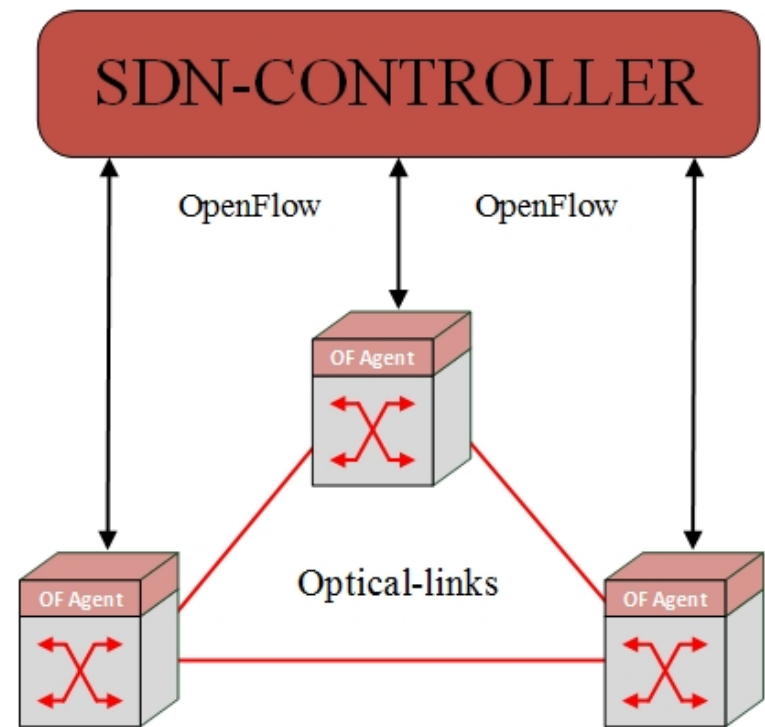 SDN-CONTROLLER
OpenFlow
OpenFlow
OF Agent
Optical-links
OF Agent
OF Agent